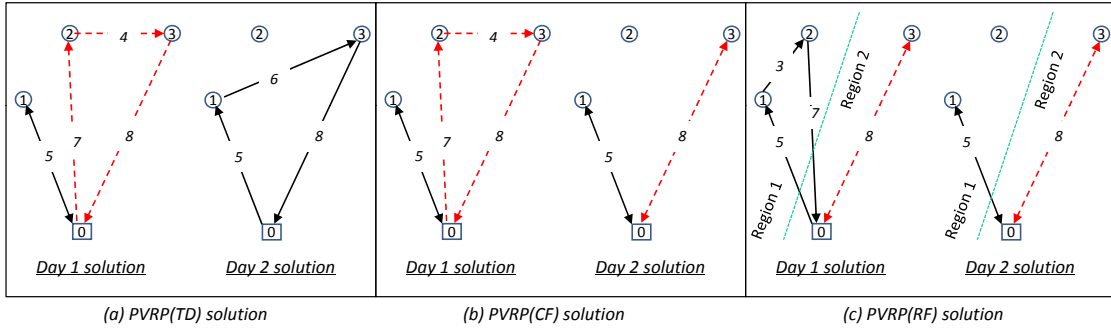 2 4 3 2 3
6
1 1
5 7 8 5 8
0 0
Day 1 solution Day 2 solution
(a) PVRP(TD) solution
2 4 3 2 3
1 1
5 7 8 5 8
0 0
Day 1 solution Day 2 solution
(b) PVRP(CF) solution
2 3 2 3
3 Region 2 Region 2
1 1
7
5 8 5 8
Region 1 Region 1
0 0
Day 1 solution Day 2 solution
(c) PVRP(RF) solution